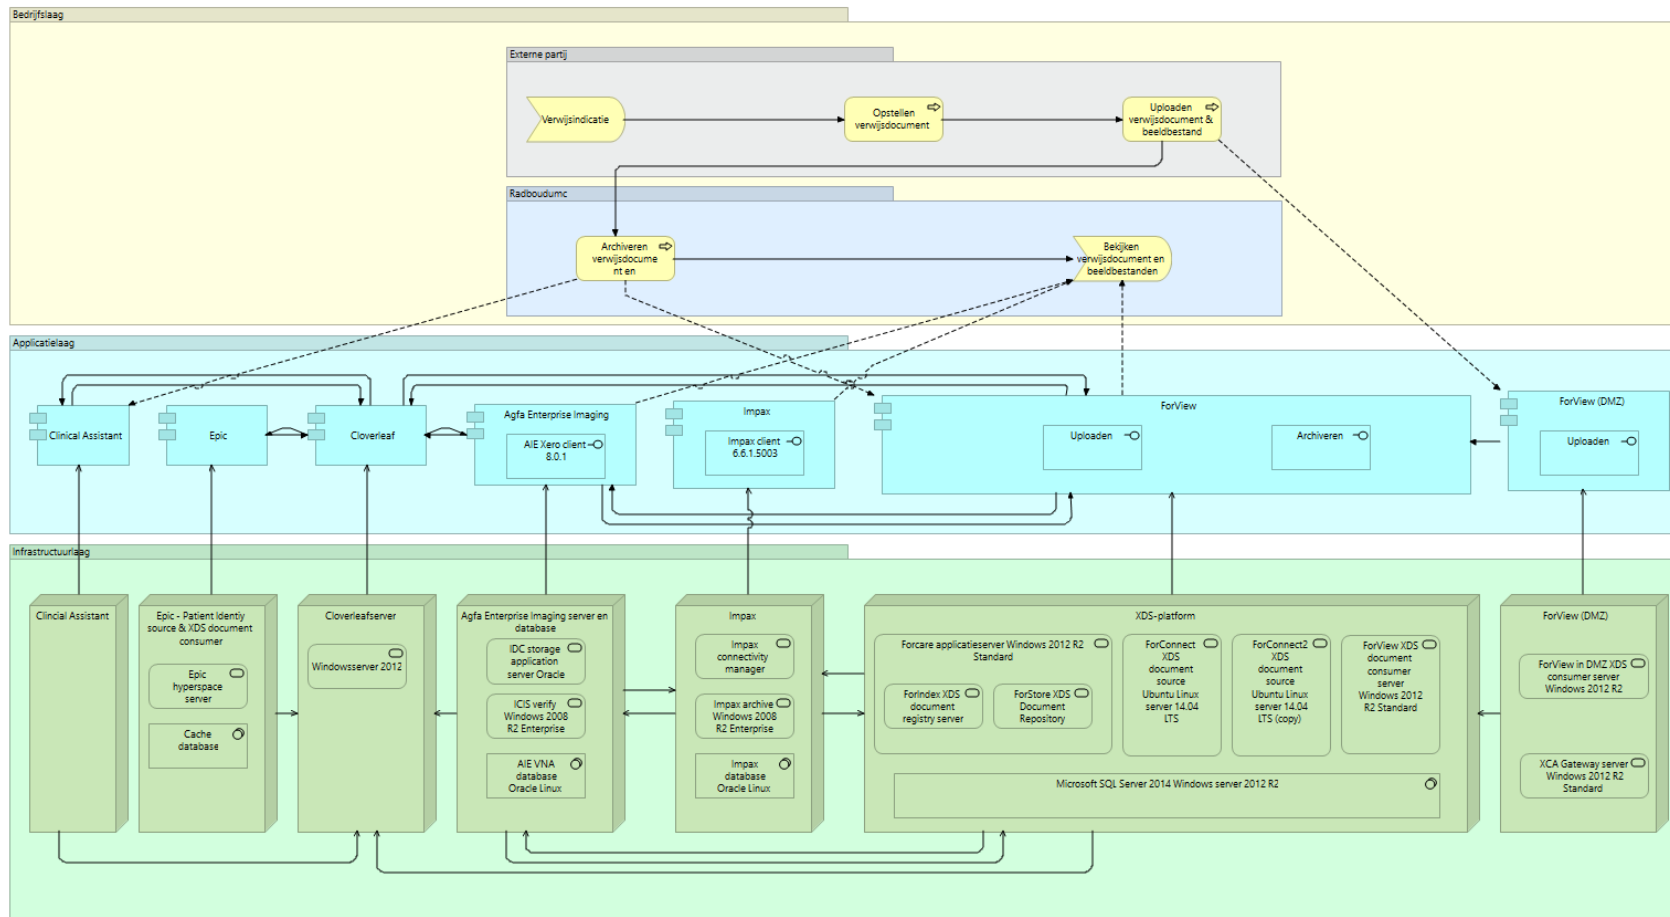 Bedrijfslaag
Externe partij
Verwijsindicatie
Opstellen
verwijsdocument
Uploaden
verwijsdocument &
beeldbestand
Radboudumc
Archiveren
verwijsdocume
nt en
Bekijken
verwijsdocument en
beeldbestanden
Applicatielaag
Clinical Assistant
Epic
Cloverleaf
Agfa Enterprise Imaging
AIE Xero client
8.0.1
Impax
Impax client
6.6.1.5003
ForView
Uploaden
Archiveren
ForView (DMZ)
Uploaden
Infrastructuurlaag
Clincial Assistant
Epic - Patient Identiy
source & XDS document
consumer
Epic
hyperspace
server
Cache
database
Cloverleafserver
Windowsserver 2012
Agfa Enterprise Imaging server en
database
IDC storage
application
server Oracle
ICIS verify
Windows 2008
R2 Enterprise
AIE VNA
database
Oracle Linux
Impax
Impax
connectivity
manager
Impax archive
Windows 2008
R2 Enterprise
Impax
database
Oracle Linux
XDS-platform
Forcare applicatieserver Windows 2012 R2
Standard
ForIndex XDS
document
registry server
ForStore XDS
Document
Repository
ForConnect
XDS
document
source
Ubuntu Linux
server 14.04
LTS
ForConnect2
XDS
document
source
Ubuntu Linux
server 14.04
LTS (copy)
ForView XDS
document
consumer
server
Windows 2012
R2 Standard
Microsoft SQL Server 2014 Windows server 2012 R2
ForView (DMZ)
ForView in DMZ XDS
consumer server
Windows 2012 R2
XCA Gateway server
Windows 2012 R2
Standard